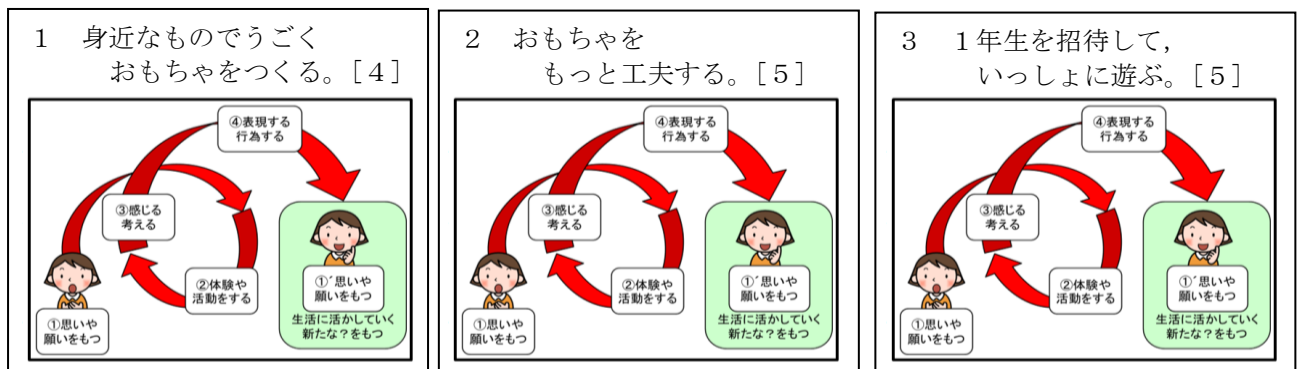 １　身近なものでうごく
おもちゃをつくる。［４］
④表現する
行為する
③感じる
考える
②体験や
活動をする
①思いや
願いをもつ
①´思いや
願いをもつ
生活に活かしていく
新たな？をもつ
２　おもちゃを
もっと工夫する。［５］
④表現する
行為する
③感じる
考える
②体験や
活動をする
①思いや
願いをもつ
①´思いや
願いをもつ
生活に活かしていく
新たな？をもつ
３　１年生を招待して，
いっしょに遊ぶ。［５］
④表現する
行為する
③感じる
考える
②体験や
活動をする
①思いや
願いをもつ
①´思いや
願いをもつ
生活に活かしていく
新たな？をもつ